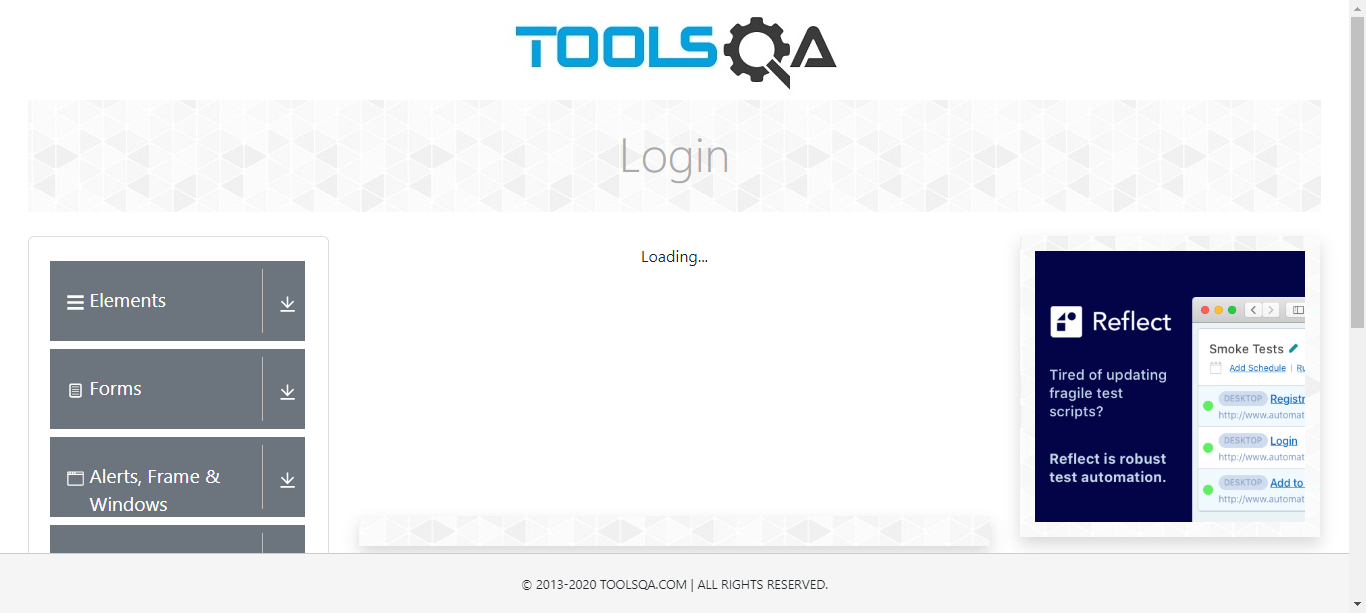 TOOLSQA
Login
Elements
Forms
Alerts, Frame &
Windows
Loading...
Reflect
Tired of updating
fragile test
scripts?
Reflect is robust
test automation.
Smoke Tests
Add Schedule | Ru
DESKTOP Registr
http://www.automat
DESKTOP Login
http://www.automat
DESKTOP Add to
http://www.automat
© 2013-2020 TOOLSQA.COM | ALL RIGHTS RESERVED.